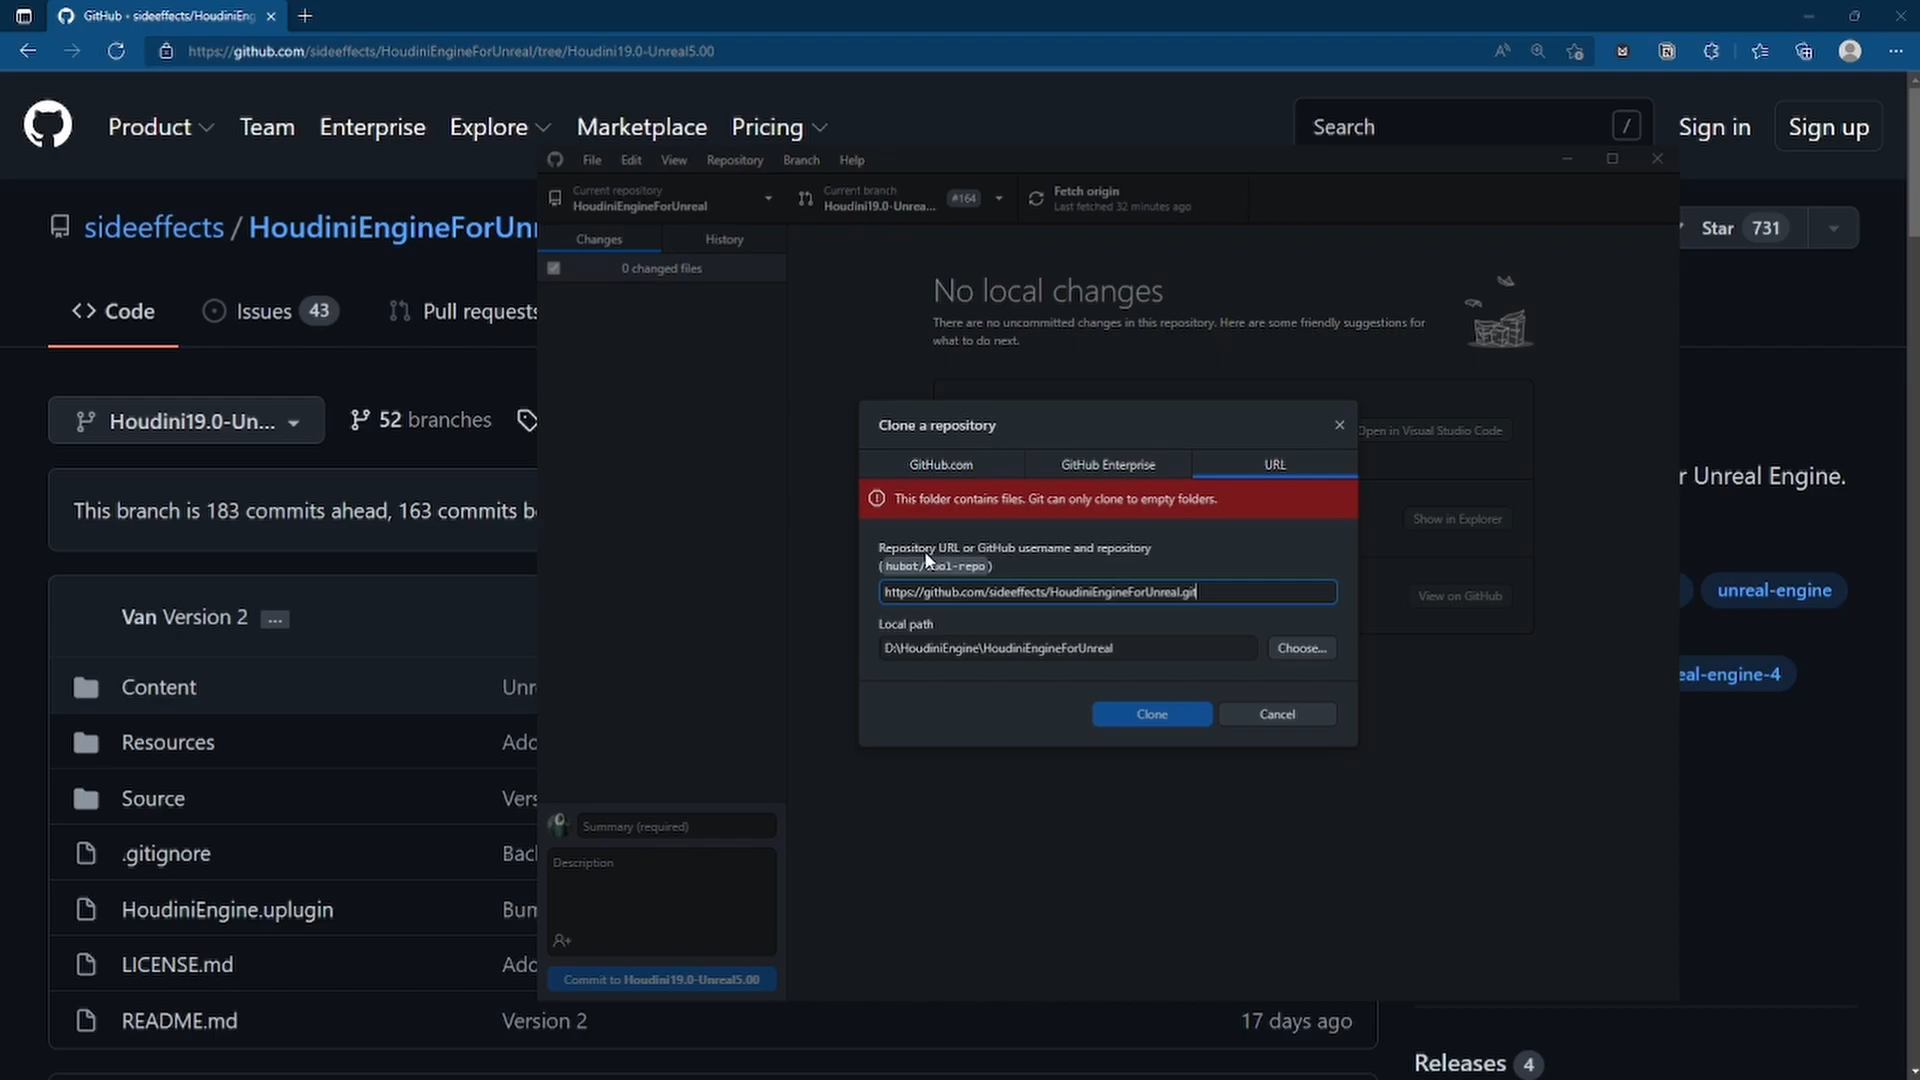 GitHub - sideeffects/HoudiniEng
https://github.com/sideeffects/HoudiniEngineForUnreal/tree/Houdini19.0-Unreal5.00
Product Team Enterprise Explore Marketplace Pricing
Search /
Sign in
Sign up
File Edit View Repository Branch Help
Current repository
HoudiniEngineForUnreal
Current branch
Houdini19.0-Unrea... #164
Fetch origin
Last fetched 32 minutes ago
sideeffects / HoudiniEngineForUn
Star 731
Changes History
0 changed files
No local changes
There are no uncommitted changes in this repository. Here are some friendly suggestions for
what to do next.
Code
Issues 43
Pull requests
Houdini19.0-Un...
52 branches
Clone a repository
Open in Visual Studio Code
GitHub.com GitHub Enterprise URL
r Unreal Engine.
This folder contains files. Git can only clone to empty folders.
This branch is 183 commits ahead, 163 commits b
Show in Explorer
Repository URL or GitHub username and repository
https://github.com/sideeffects/HoudiniEngineForUnreal.git
View on GitHub
unreal-engine
Van Version 2 ...
Local path
D:\HoudiniEngine\HoudiniEngineForUnreal
Choose...
eal-engine-4
Content Unr
Clone
Cancel
Resources Adc
Source Vers
Summary (required)
.gitignore Bac
Description
HoudiniEngine.uplugin Bum
LICENSE.md Adc
Commit to Houdini19.0-Unreal5.00
README.md Version 2 17 days ago
Releases 4